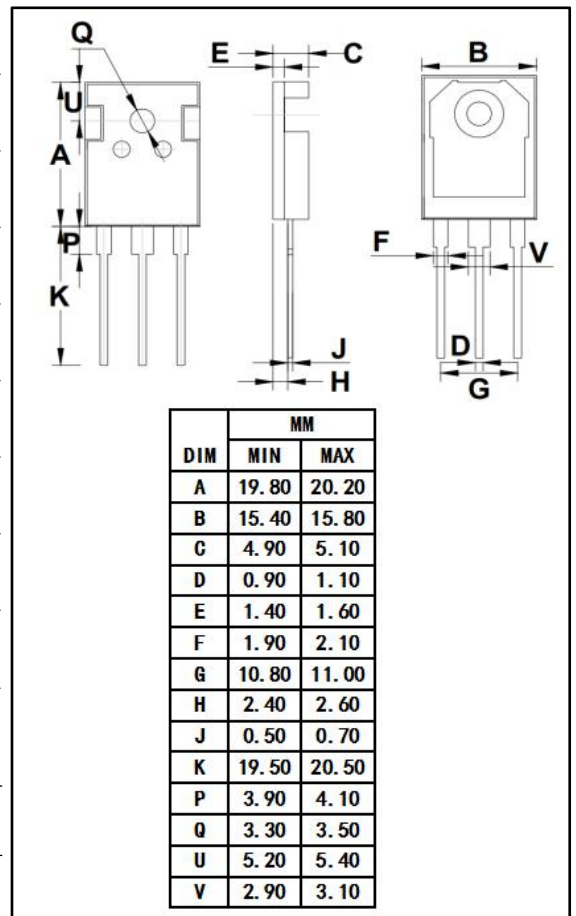 Q
E C B
U
A
P
K
F V
J
D
H G
MM
DIM MIN MAX
A 19.80 20.20
B 15.40 15.80
C 4.90 5.10
D 0.90 1.10
E 1.40 1.60
F 1.90 2.10
G 10.80 11.00
H 2.40 2.60
J 0.50 0.70
K 19.50 20.50
P 3.90 4.10
Q 3.30 3.50
U 5.20 5.40
V 2.90 3.10